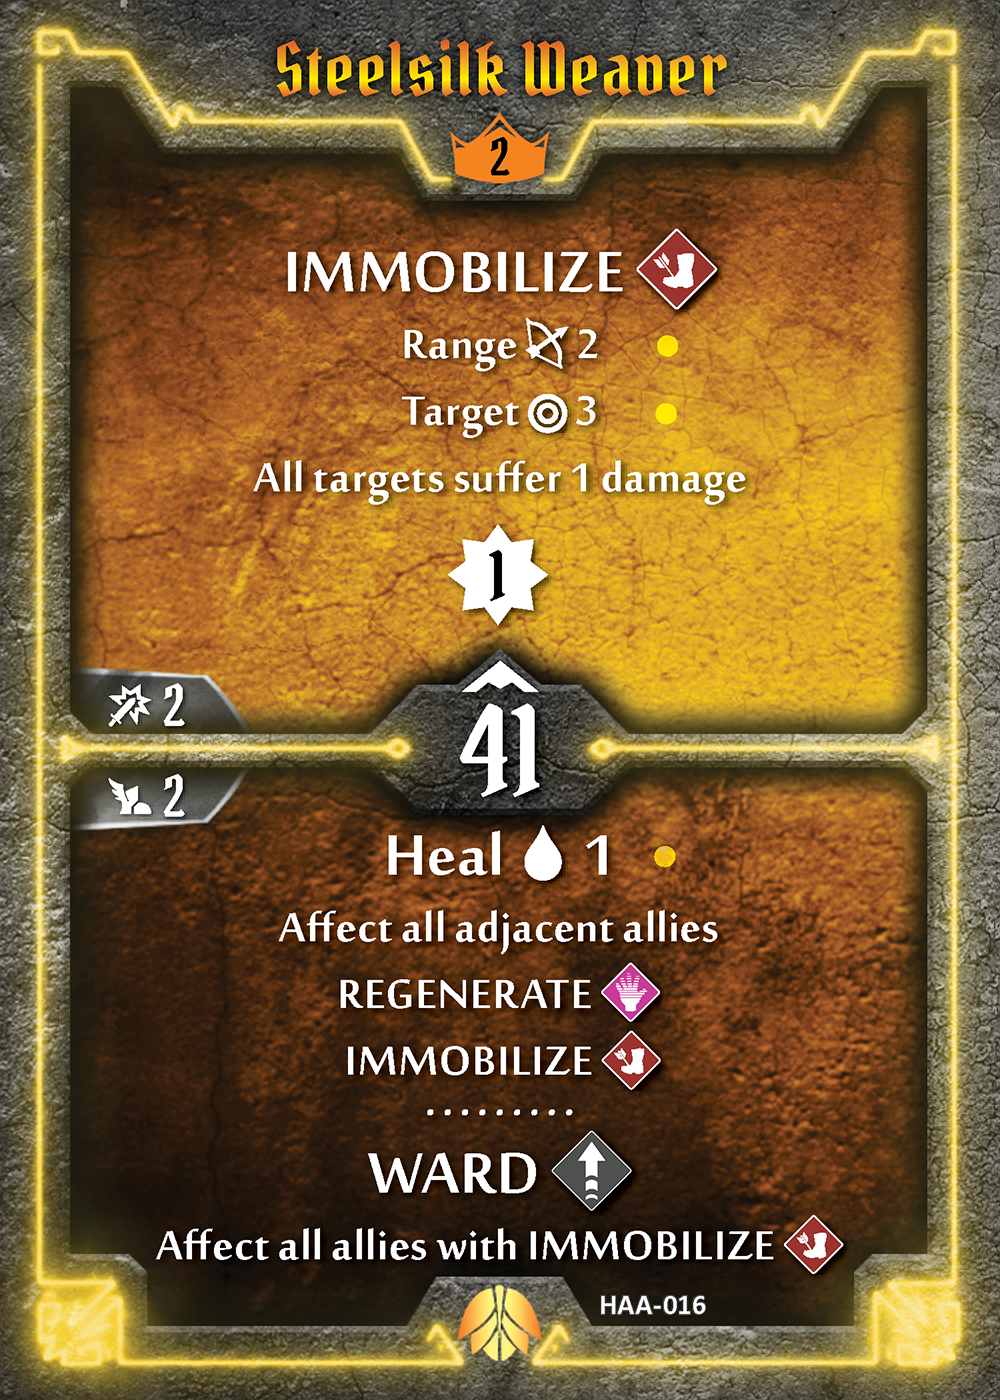 Steelsilk Weaver
2
IMMOBILIZE
Range 2
Target 3
All targets suffer 1 damage
1
2
41
2
Heal 1
Affect all adjacent allies
REGENERATE
IMMOBILIZE
.........
WARD
Affect all allies with IMMOBILIZE
HAA-016